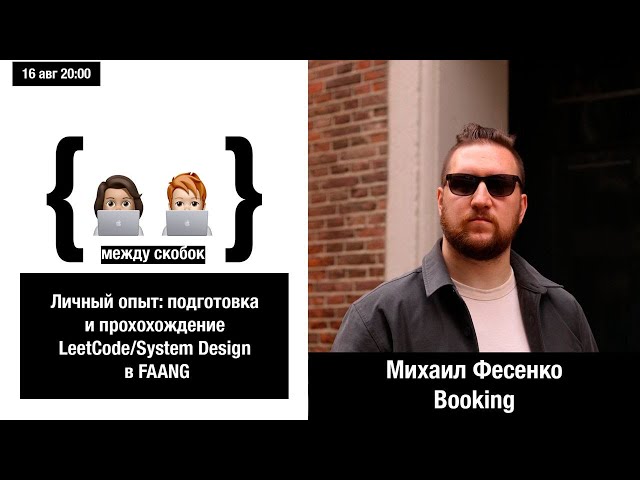 16 авг 20:00
{ }
между скобок
Личный опыт: подготовка
и прохохождение
LeetCode/System Design
в FAANG
Михаил Фесенко
Booking